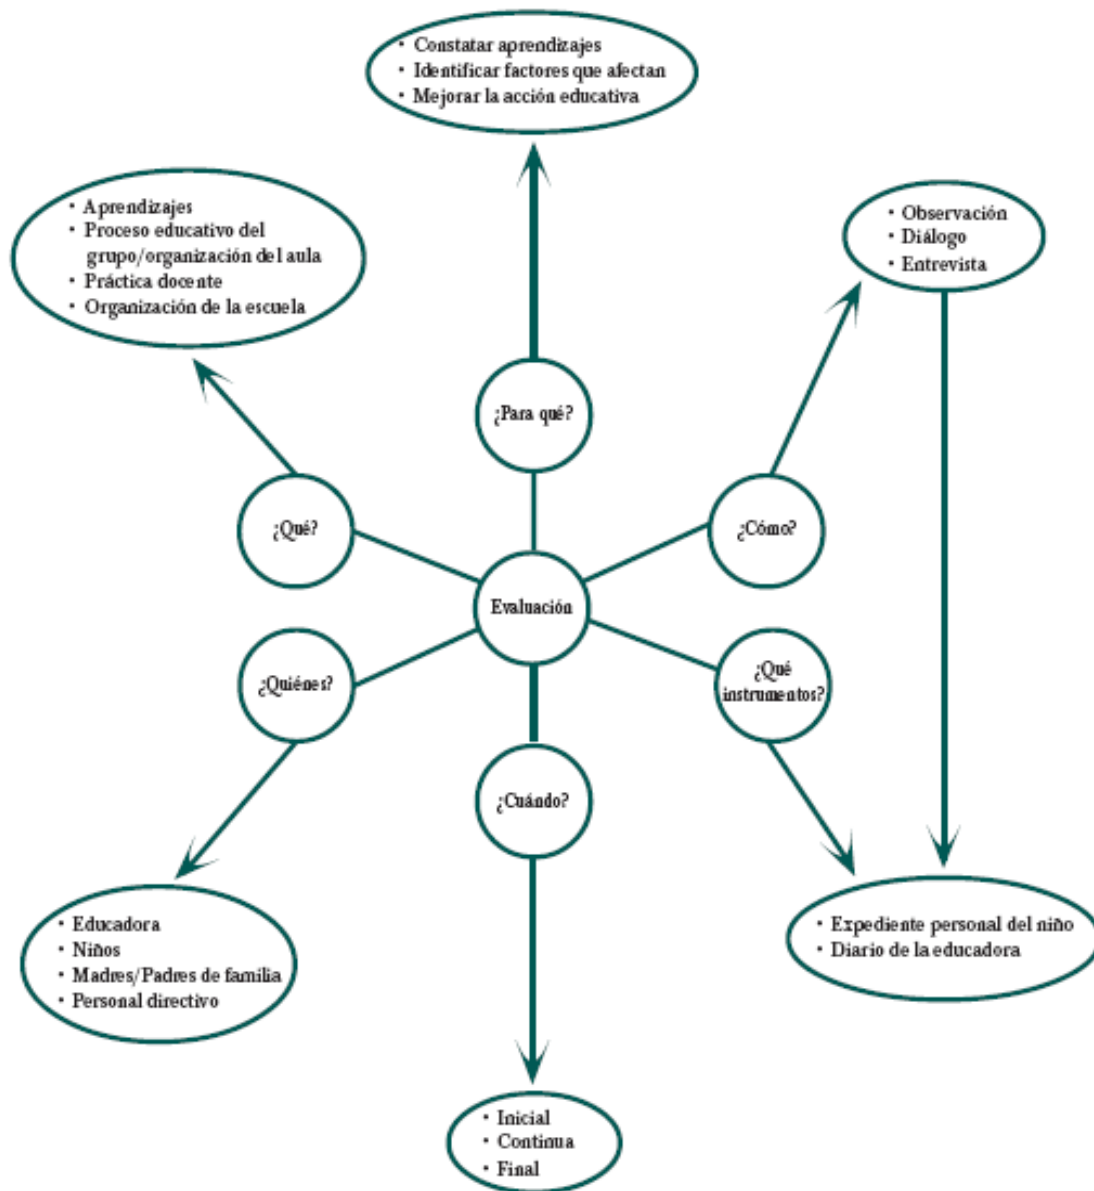 • Constatar aprendizajes
• Identificar factores que afectan
• Mejorar la acción educativa
• Aprendizajes
• Proceso educativo del
grupo/organización del aula
• Práctica docente
• Organización de la escuela
• Observación
• Diálogo
• Entrevista
¿Para qué?
¿Qué?
¿Cómo?
Evaluación
¿Quiénes?
¿Qué
instrumentos?
¿Cuándo?
• Educadora
• Niños
• Madres/Padres de familia
• Personal directivo
• Expediente personal del niño
• Diario de la educadora
• Inicial
• Continua
• Final